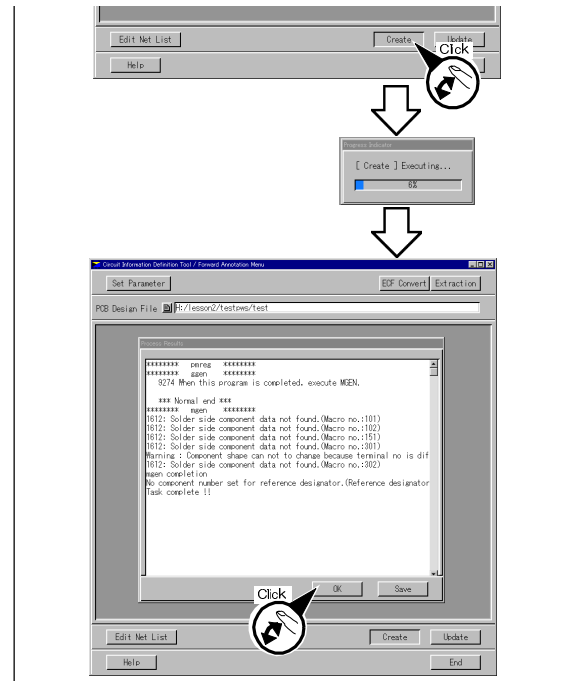 Edit Net List
Create
Update
Click
Help
Progress Indicator
[ Create ] Executing...
6%
Circuit Information Definition Tool / Forward Annotation Menu
Set Parameter
ECF Convert
Extraction
PCB Design File
H:/lesson2/testpws/test
Process Results
******** pmreg ********
******** ggen ********
9274 When this program is completed, execute MGEN.
*** Normal end ***
******** mgen ********
1612: Solder side component data not found.(Macro no.:101)
1612: Solder side component data not found.(Macro no.:102)
1612: Solder side component data not found.(Macro no.:151)
1612: Solder side component data not found.(Macro no.:301)
Warning : Component shape can not to change because terminal no is dif
1612: Solder side component data not found.(Macro no.:302)
mgen completion
No component number set for reference designator.(Reference designator
Task complete !!
OK
Save
Click
Edit Net List
Create
Update
Help
End